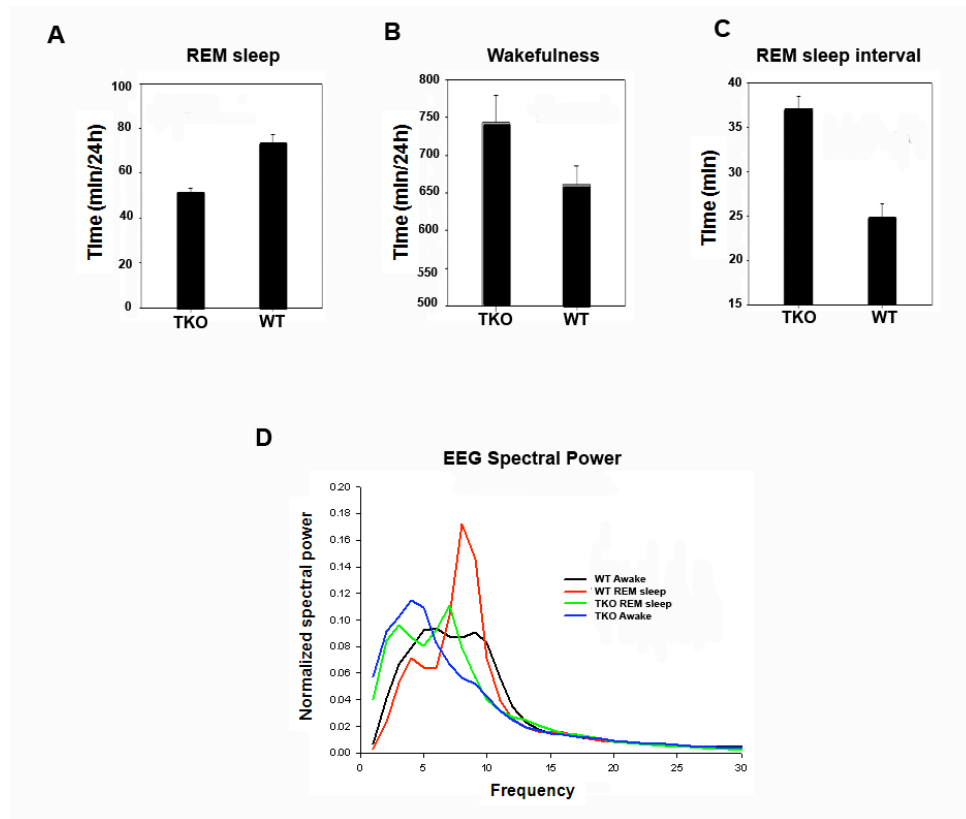 A
REM sleep
100
80
60
40
20
0
TIme (mIn/24h)
TKO WT
B
Wakefulness
800
750
700
650
600
550
500
TIme (mIn/24h)
TKO WT
C
REM sleep interval
40
35
30
25
20
15
TIme (mIn)
TKO WT
D
EEG Spectral Power
0.20
0.18
0.16
0.14
0.12
0.10
0.08
0.06
0.04
0.02
0.00
Normalized spectral power
WT Awake
WT REM sleep
TKO REM sleep
TKO Awake
0 5 10 15 20 25 30
Frequency